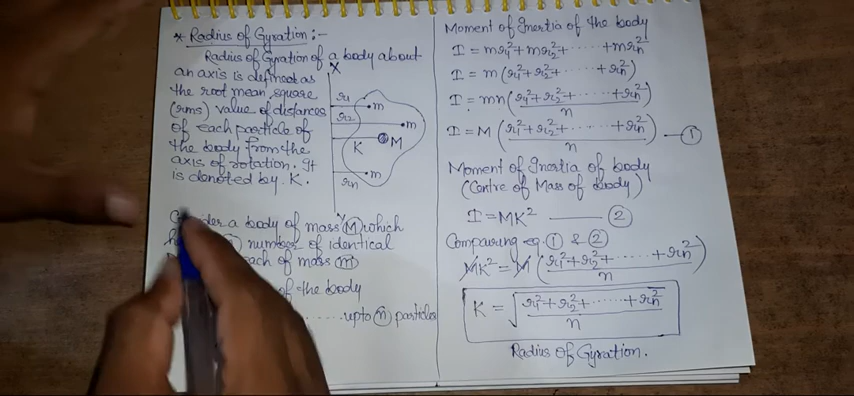 * Radius of Gyration :-
Radius of Gyration of a body about
an axis is defined as
the root mean square
(rms) value of distances
of each particle of
the body from the
axis of rotation. It
is denoted by K.
X
r1 m
r2 m
K M
rn m
Y
a body of mass M which
number of identical
each of mass m
of the body
...... upto n particles
Moment of Inertia of the body
I = mr₁²+mr₂²+ ...... +mrn²
I = m(r₁²+r₂²+ ...... +rn²)
I = mn(r₁²+r₂²+ ...... +rn²)
n
I = M (r₁²+r₂²+ ...... +rn²) — 1
n
Moment of Inertia of body
(Centre of Mass of body)
I = MK² —— 2
Comparing eq. 1 & 2
MK² = M (r₁²+r₂²+ ...... +rn²)
n
K = √r₁²+r₂²+ ...... +rn²
n
Radius of Gyration.